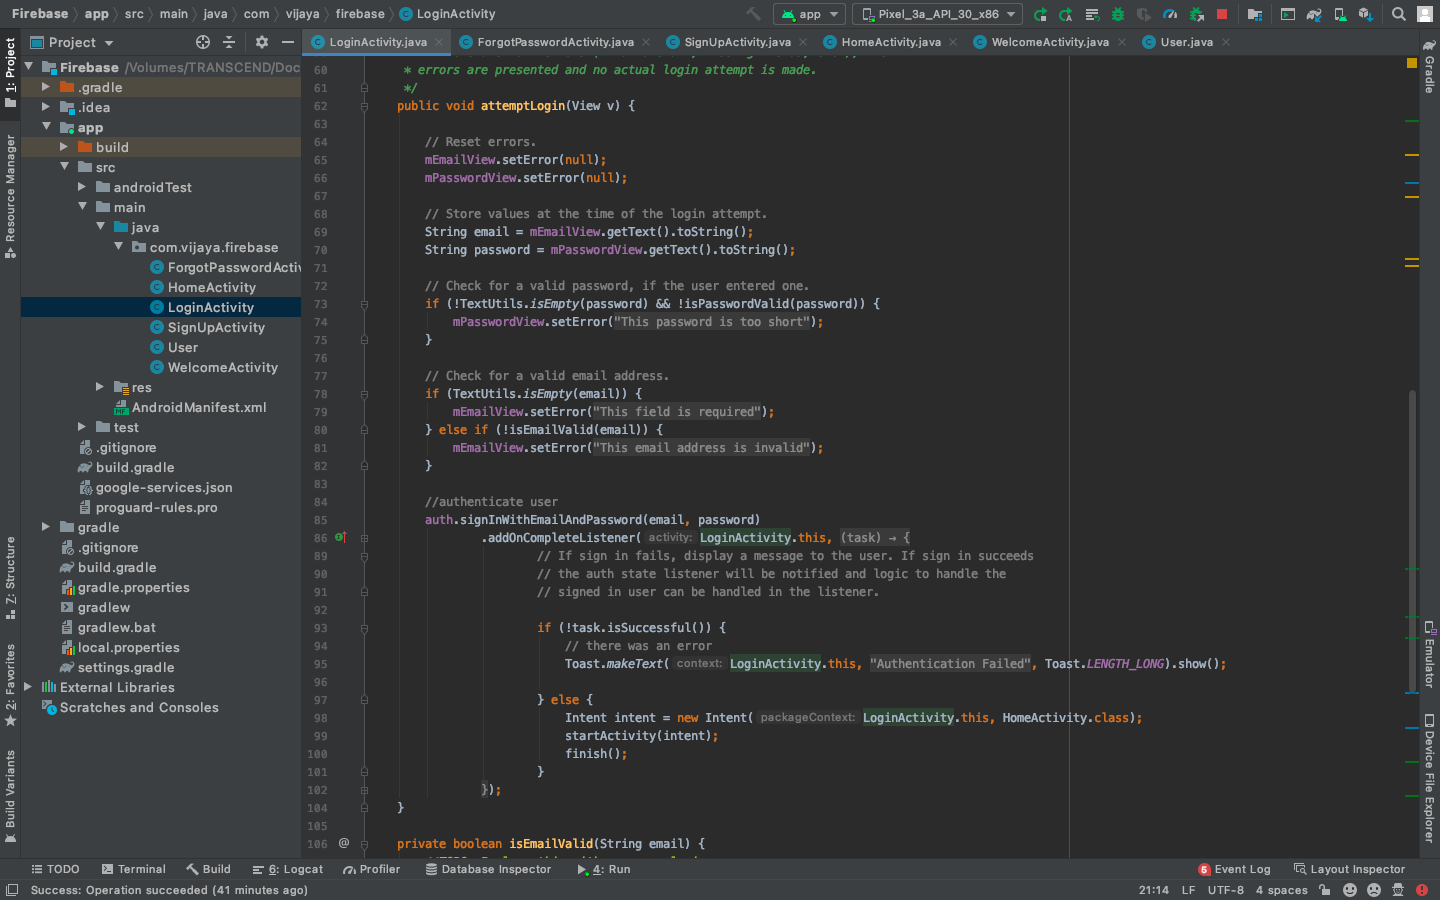 Firebase app src main java com vijaya firebase LoginActivity
app Pixel_3a_API_30_x86
Project
LoginActivity.java ForgotPasswordActivity.java SignUpActivity.java HomeActivity.java WelcomeActivity.java User.java
1: Project
Resource Manager
Z: Structure
2: Favorites
Build Variants
Firebase /Volumes/TRANSCEND/Doc
.gradle
.idea
app
build
src
androidTest
main
java
com.vijaya.firebase
ForgotPasswordActiv
HomeActivity
LoginActivity
SignUpActivity
User
WelcomeActivity
res
AndroidManifest.xml
test
.gitignore
build.gradle
google-services.json
proguard-rules.pro
gradle
.gitignore
build.gradle
gradle.properties
gradlew
gradlew.bat
local.properties
settings.gradle
External Libraries
Scratches and Consoles
60 * errors are presented and no actual login attempt is made.
61 */
62 public void attemptLogin(View v) {
63
64 // Reset errors.
65 mEmailView.setError(null);
66 mPasswordView.setError(null);
67
68 // Store values at the time of the login attempt.
69 String email = mEmailView.getText().toString();
70 String password = mPasswordView.getText().toString();
71
72 // Check for a valid password, if the user entered one.
73 if (!TextUtils.isEmpty(password) && !isPasswordValid(password)) {
74 mPasswordView.setError("This password is too short");
75 }
76
77 // Check for a valid email address.
78 if (TextUtils.isEmpty(email)) {
79 mEmailView.setError("This field is required");
80 } else if (!isEmailValid(email)) {
81 mEmailView.setError("This email address is invalid");
82 }
83
84 //authenticate user
85 auth.signInWithEmailAndPassword(email, password)
86 .addOnCompleteListener( activity: LoginActivity.this, (task) → {
89 // If sign in fails, display a message to the user. If sign in succeeds
90 // the auth state listener will be notified and logic to handle the
91 // signed in user can be handled in the listener.
92
93 if (!task.isSuccessful()) {
94 // there was an error
95 Toast.makeText( context: LoginActivity.this, "Authentication Failed", Toast.LENGTH_LONG).show();
96
97 } else {
98 Intent intent = new Intent( packageContext: LoginActivity.this, HomeActivity.class);
99 startActivity(intent);
100 finish();
101 }
102 });
104 }
105
106 @ private boolean isEmailValid(String email) {
Gradle
Emulator
Device File Explorer
TODO Terminal Build 6: Logcat Profiler Database Inspector 4: Run 5 Event Log Layout Inspector
Success: Operation succeeded (41 minutes ago) 21:14 LF UTF-8 4 spaces